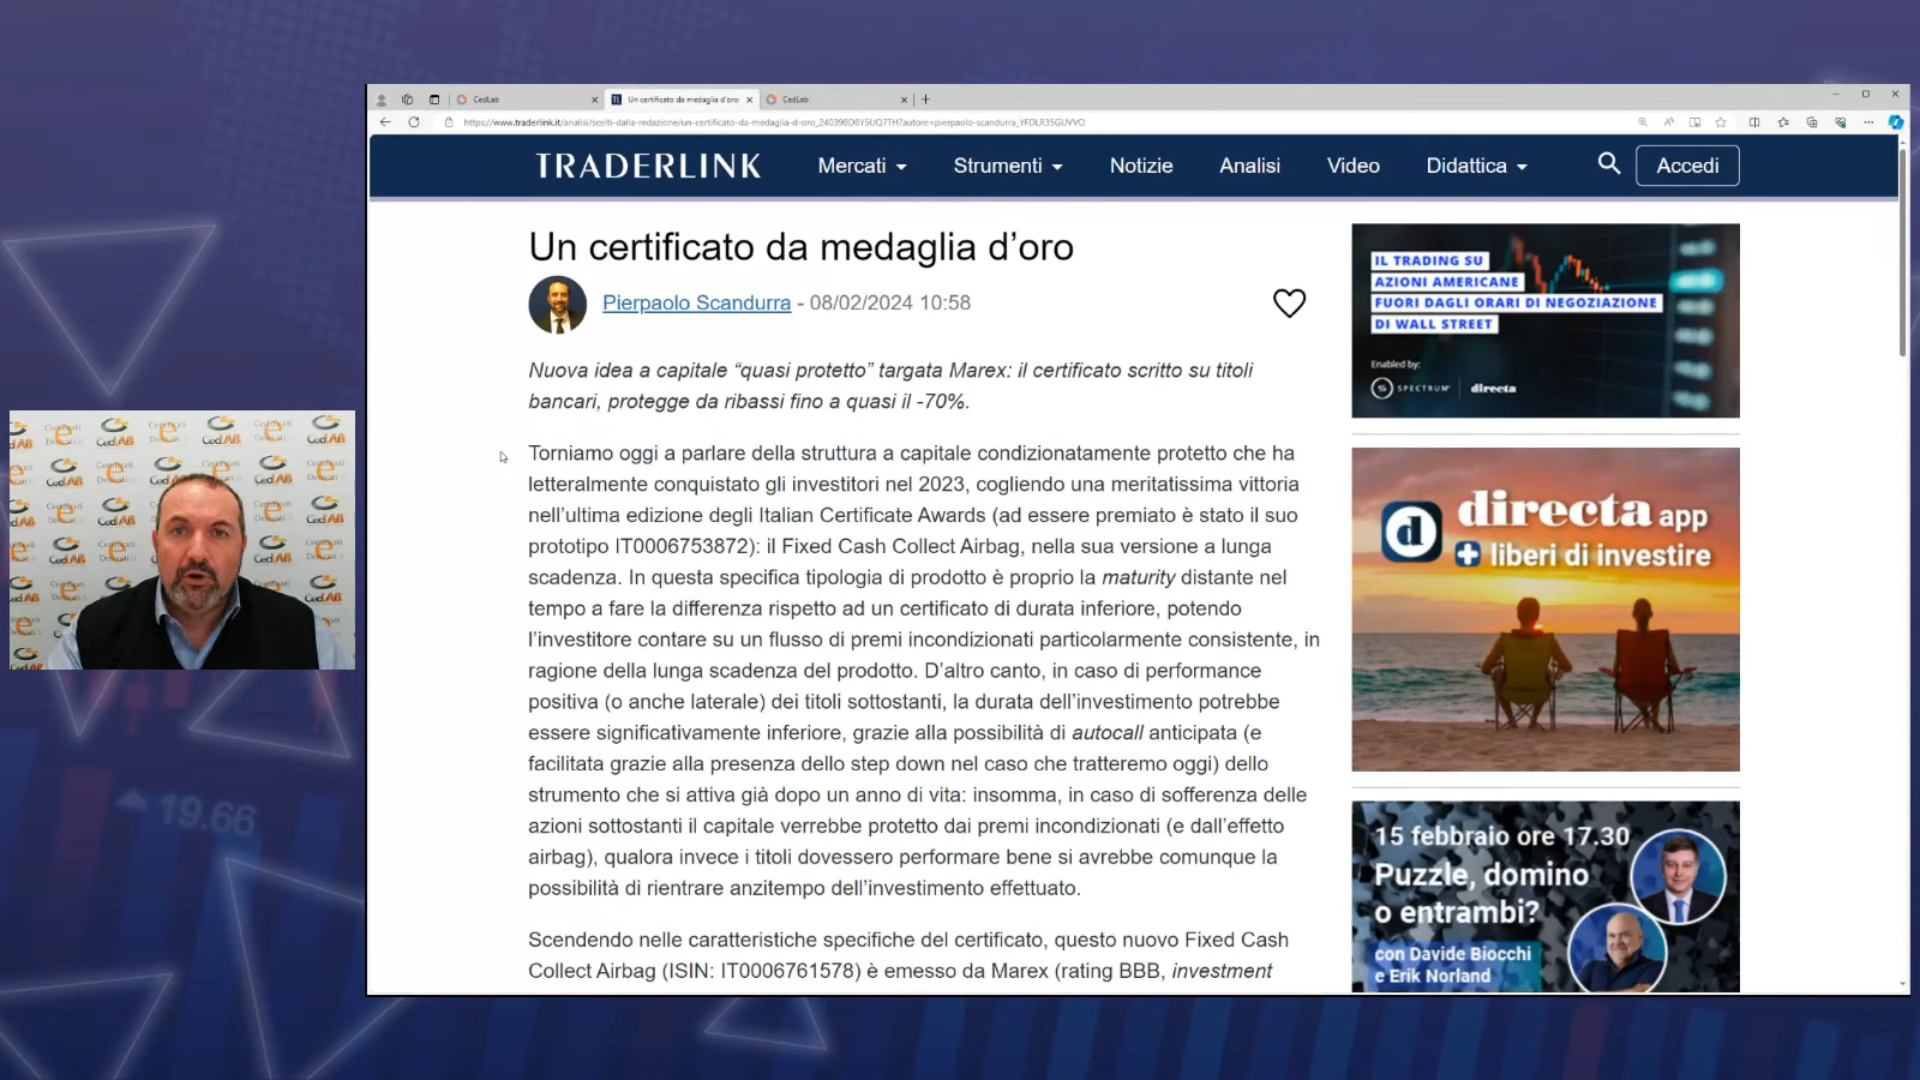 CedLab
Un certificato da medaglia d'oro
CedLab
TRADERLINK
Mercati
Strumenti
Notizie
Analisi
Video
Didattica
Accedi
Un certificato da medaglia d’oro
Pierpaolo Scandurra - 08/02/2024 10:58
Nuova idea a capitale “quasi protetto” targata Marex: il certificato scritto su titoli
bancari, protegge da ribassi fino a quasi il -70%.
Torniamo oggi a parlare della struttura a capitale condizionatamente protetto che ha
letteralmente conquistato gli investitori nel 2023, cogliendo una meritatissima vittoria
nell’ultima edizione degli Italian Certificate Awards (ad essere premiato è stato il suo
prototipo IT0006753872): il Fixed Cash Collect Airbag, nella sua versione a lunga
scadenza. In questa specifica tipologia di prodotto è proprio la maturity distante nel
tempo a fare la differenza rispetto ad un certificato di durata inferiore, potendo
l’investitore contare su un flusso di premi incondizionati particolarmente consistente, in
ragione della lunga scadenza del prodotto. D’altro canto, in caso di performance
positiva (o anche laterale) dei titoli sottostanti, la durata dell’investimento potrebbe
essere significativamente inferiore, grazie alla possibilità di autocall anticipata (e
facilitata grazie alla presenza dello step down nel caso che tratteremo oggi) dello
strumento che si attiva già dopo un anno di vita: insomma, in caso di sofferenza delle
azioni sottostanti il capitale verrebbe protetto dai premi incondizionati (e dall’effetto
airbag), qualora invece i titoli dovessero performare bene si avrebbe comunque la
possibilità di rientrare anzitempo dell’investimento effettuato.
Scendendo nelle caratteristiche specifiche del certificato, questo nuovo Fixed Cash
Collect Airbag (ISIN: IT0006761578) è emesso da Marex (rating BBB, investment
IL TRADING SU
AZIONI AMERICANE
FUORI DAGLI ORARI DI NEGOZIAZIONE
DI WALL STREET
Enabled by:
SPECTRUM directa
directa app
+ liberi di investire
15 febbraio ore 17.30
Puzzle, domino
o entrambi?
con Davide Biocchi
e Erik Norland
19.66
CedLAB